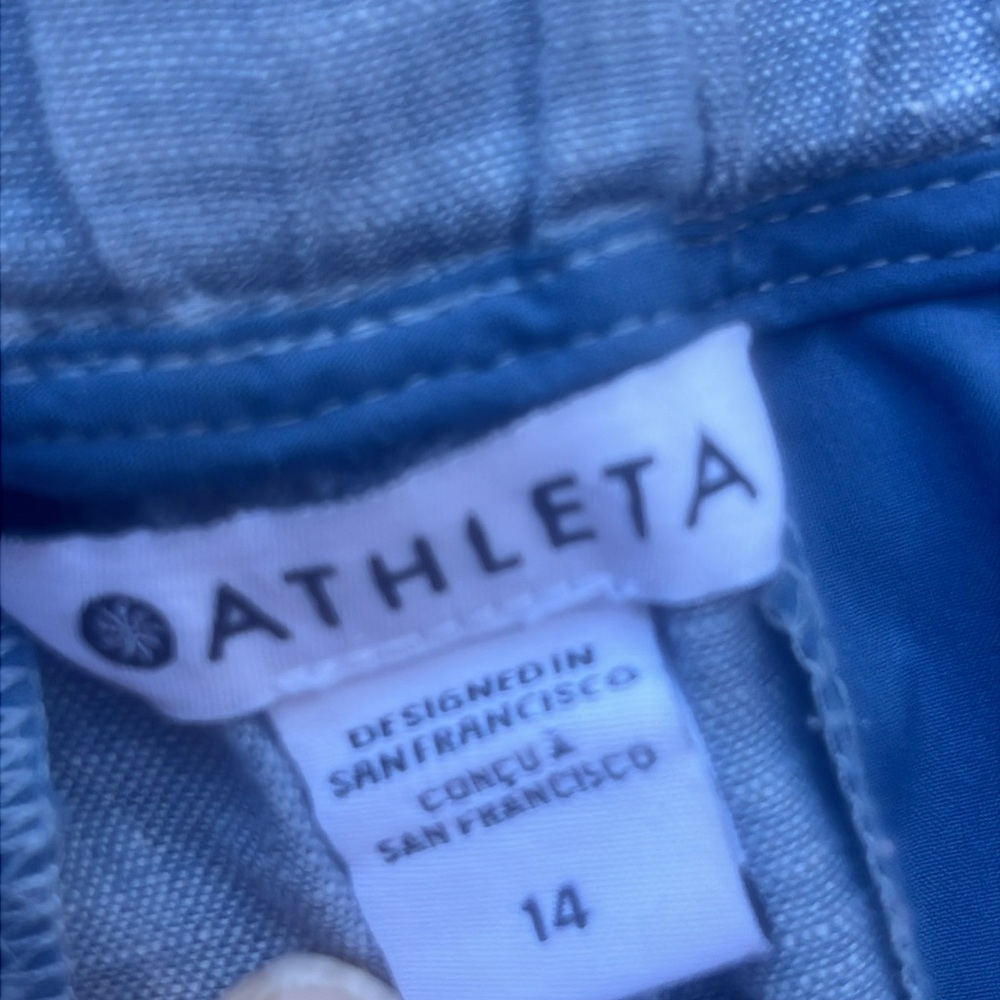 ATHLETA
DESIGNED IN
SAN FRANCISCO
CONÇU À
SAN FRANCISCO
14